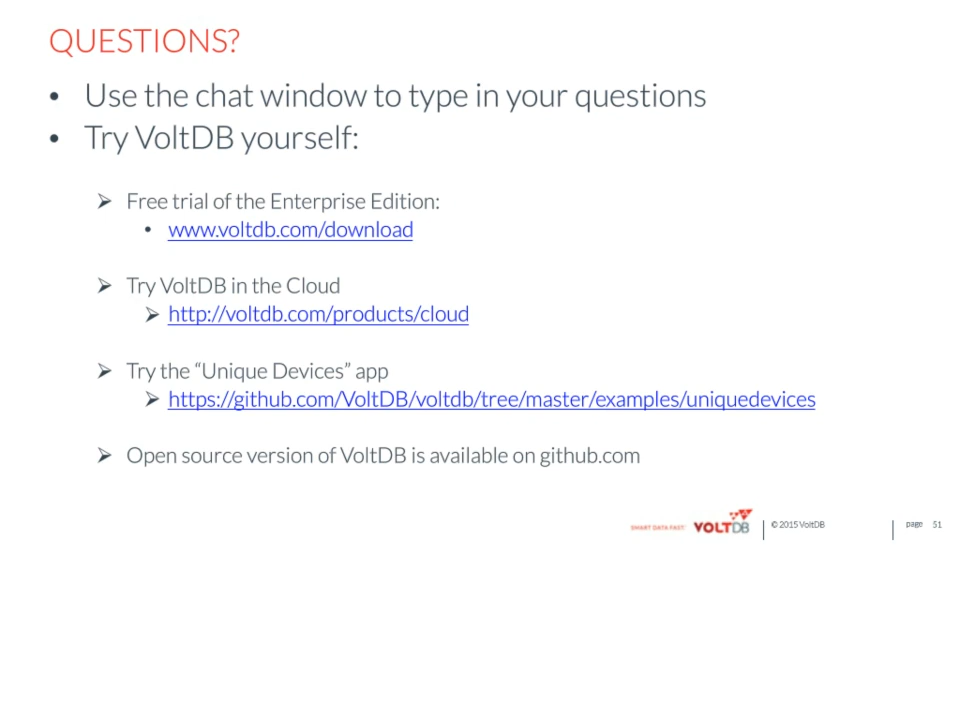 QUESTIONS?
• Use the chat window to type in your questions
• Try VoltDB yourself:
➢ Free trial of the Enterprise Edition:
• www.voltdb.com/download
➢ Try VoltDB in the Cloud
➢ http://voltdb.com/products/cloud
➢ Try the “Unique Devices” app
➢ https://github.com/VoltDB/voltdb/tree/master/examples/uniquedevices
➢ Open source version of VoltDB is available on github.com
SMART DATA FAST VOLTDB © 2015 VoltDB page 51